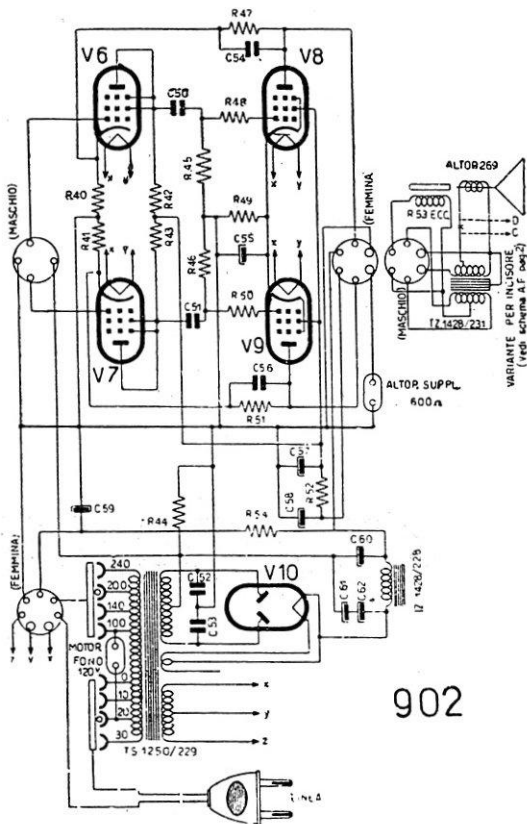 R47
C54
V6
V8
C50
R48
R45
x
y
x
y
R40
R42
R49
ALTOR 269
(MASCHIO)
(FEMMINA)
R 53 ECC.
D
C
R41
R43
C55
x
y
R46
x
y
C51
R50
(MASCHIO)
TZ 1428/231
VARIANTE PER INCISORE
(Vedi schema A.F. pag 2)
V7
V9
C56
R51
ALTOP. SUPPL.
600Ω
C57
C59
R44
C58
R52
R54
(FEMMINA)
240
200
140
100
C52
V10
C60
C61
C62
IZ 1428/228
MOTOR
FONO
120V
C53
0
10
20
30
x
y
z
TS 1250/229
902
LINEA